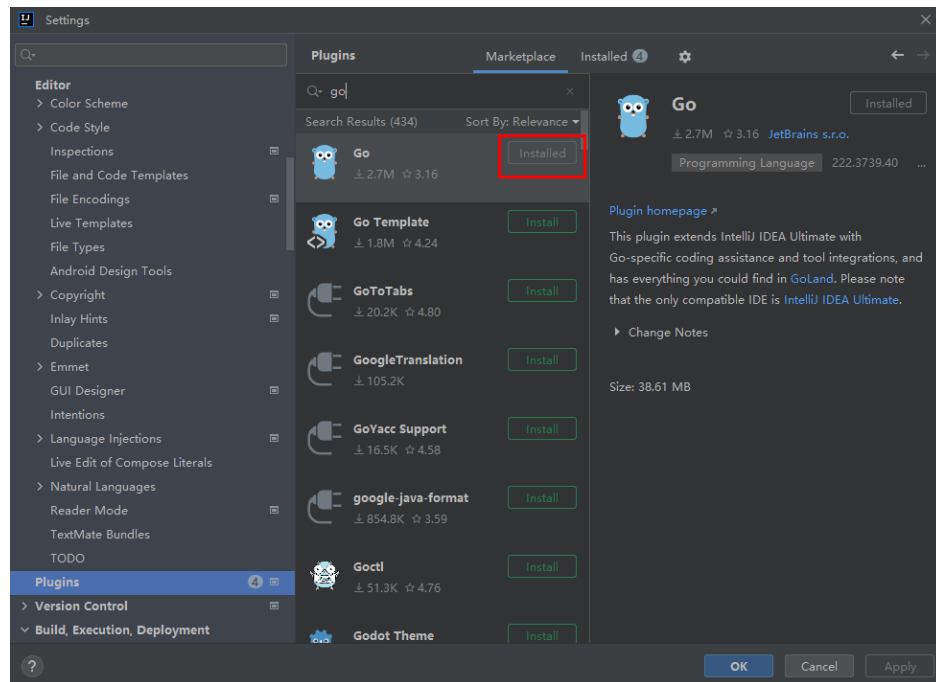 Settings
Editor
Color Scheme
Code Style
Inspections
File and Code Templates
File Encodings
Live Templates
File Types
Android Design Tools
Copyright
Inlay Hints
Duplicates
Emmet
GUI Designer
Intentions
Language Injections
Live Edit of Compose Literals
Natural Languages
Reader Mode
TextMate Bundles
TODO
Plugins 4
Version Control
Build, Execution, Deployment
Plugins Marketplace Installed 4
go
Search Results (434) Sort By: Relevance
Go Installed
2.7M 3.16
Go Template Install
1.8M 4.24
GoToTabs Install
20.2K 4.80
GoogleTranslation Install
105.2K
GoYacc Support Install
16.5K 4.58
google-java-format Install
854.8K 3.59
Goctl Install
51.3K 4.76
Godot Theme Install
Go Installed
2.7M 3.16 JetBrains s.r.o.
Programming Language 222.3739.40 ...
Plugin homepage
This plugin extends IntelliJ IDEA Ultimate with
Go-specific coding assistance and tool integrations, and
has everything you could find in GoLand. Please note
that the only compatible IDE is IntelliJ IDEA Ultimate.
Change Notes
Size: 38.61 MB
? OK Cancel Apply